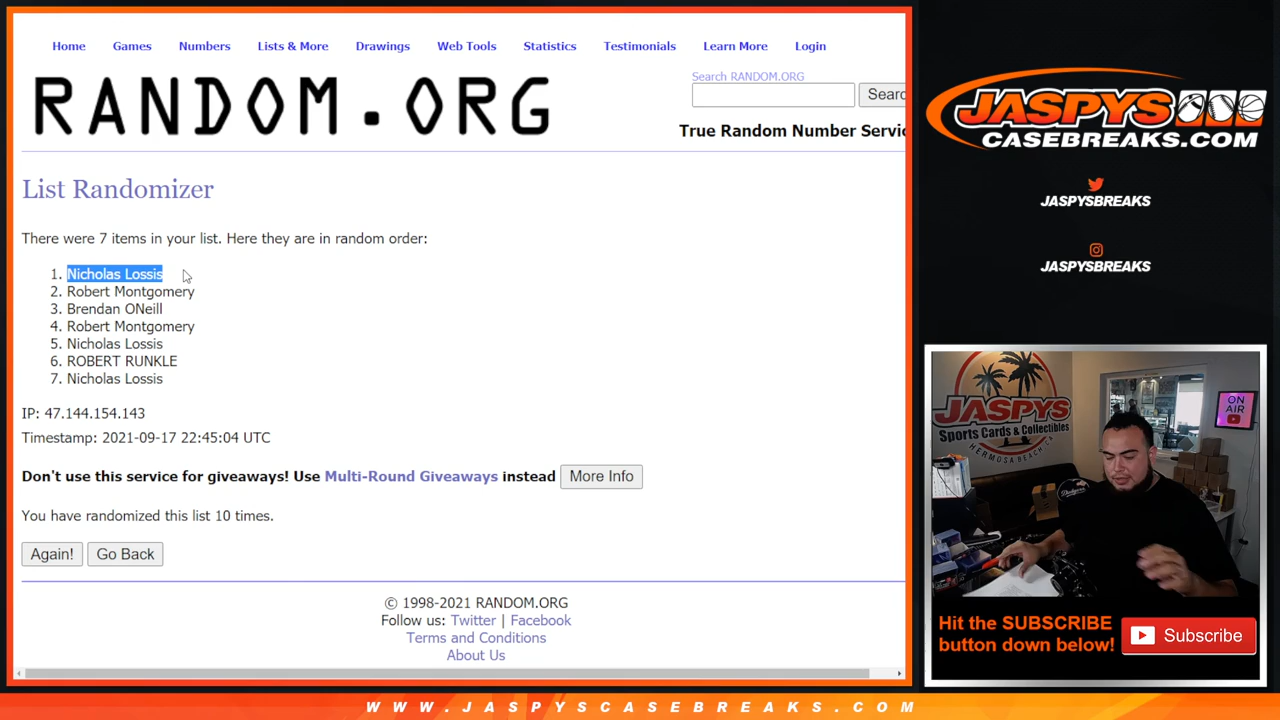 Home Games Numbers Lists & More Drawings Web Tools Statistics Testimonials Learn More Login
RANDOM.ORG
Search RANDOM.ORG
Searc
True Random Number Servic
List Randomizer
There were 7 items in your list. Here they are in random order:
1. Nicholas Lossis
2. Robert Montgomery
3. Brendan ONeill
4. Robert Montgomery
5. Nicholas Lossis
6. ROBERT RUNKLE
7. Nicholas Lossis
IP: 47.144.154.143
Timestamp: 2021-09-17 22:45:04 UTC
Don't use this service for giveaways! Use Multi-Round Giveaways instead More Info
You have randomized this list 10 times.
Again! Go Back
© 1998-2021 RANDOM.ORG
Follow us: Twitter | Facebook
Terms and Conditions
About Us
JASPYS
CASEBREAKS.COM
JASPYSBREAKS
JASPYSBREAKS
JASPYS
Sports Cards & Collectibles
HERMOSA BEACH CA
ON
AIR
Dodgers
Hit the SUBSCRIBE
button down below!
Subscribe
WWW.JASPYSCASEBREAKS.COM